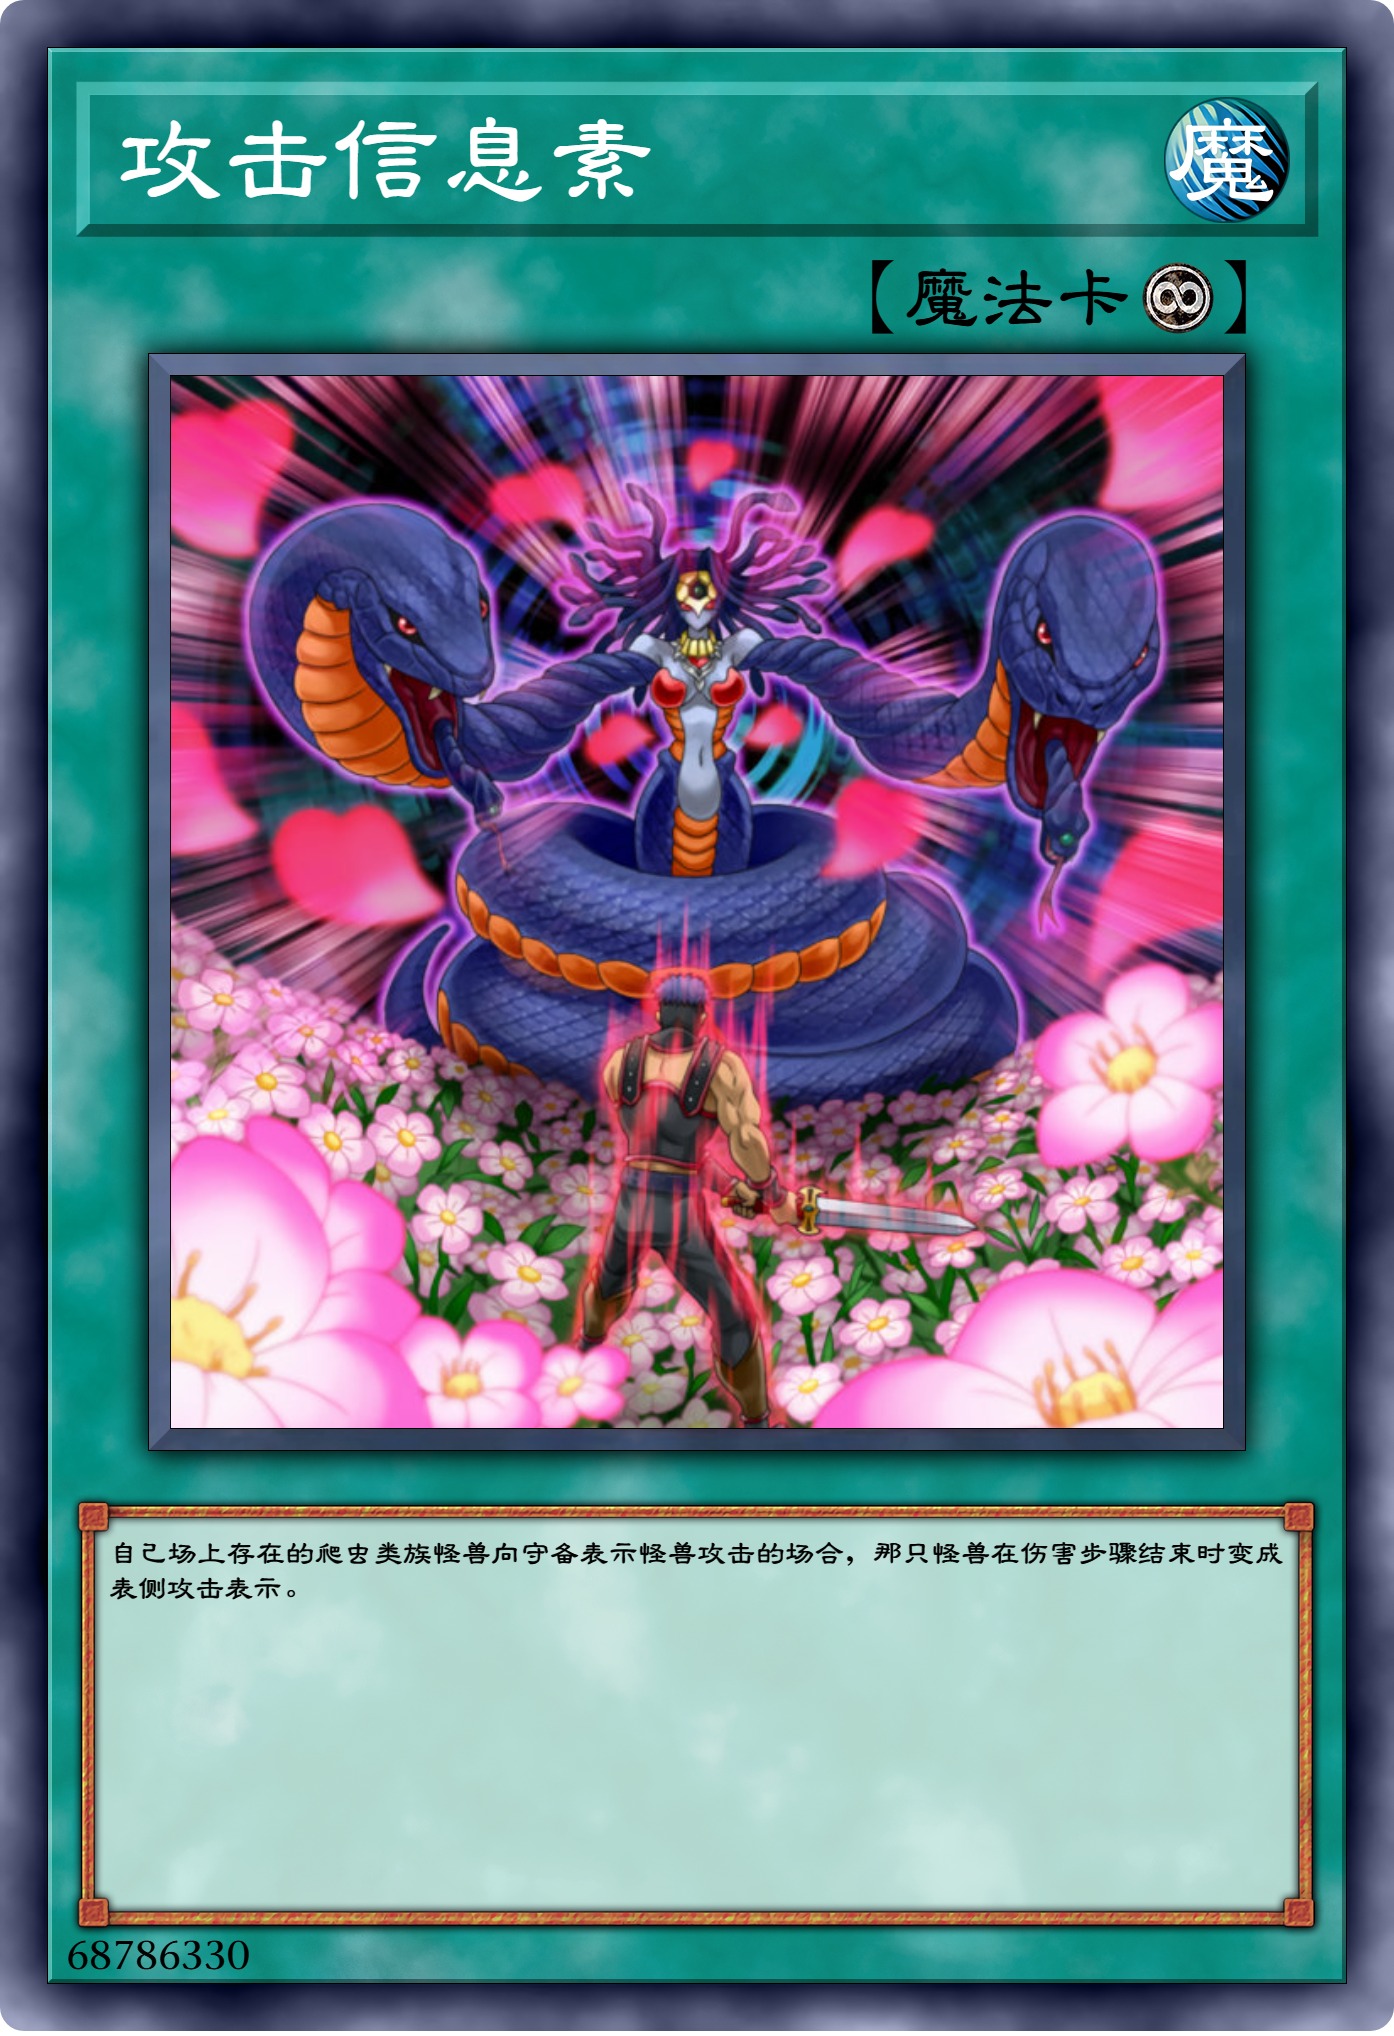 攻击信息素
魔
【魔法卡】
自己场上存在的爬虫类族怪兽向守备表示怪兽攻击的场合，那只怪兽在伤害步骤结束时变成
表侧攻击表示。
68786330